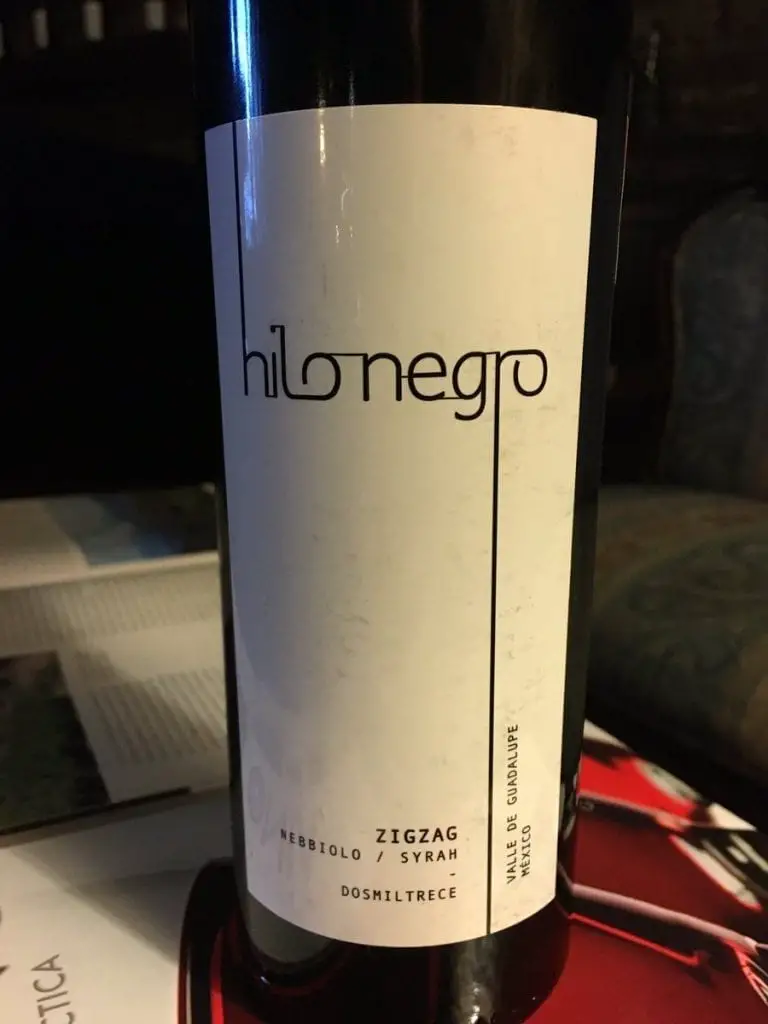 hilo negro
ZIGZAG
NEBBIOLO / SYRAH
-
DOSMILTRECE
VALLE DE GUADALUPE
MÉXICO
CTICA